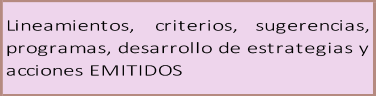 Lineamientos, criterios, sugerencias,
programas, desarrollo de estrategias y
acciones EMITIDOS